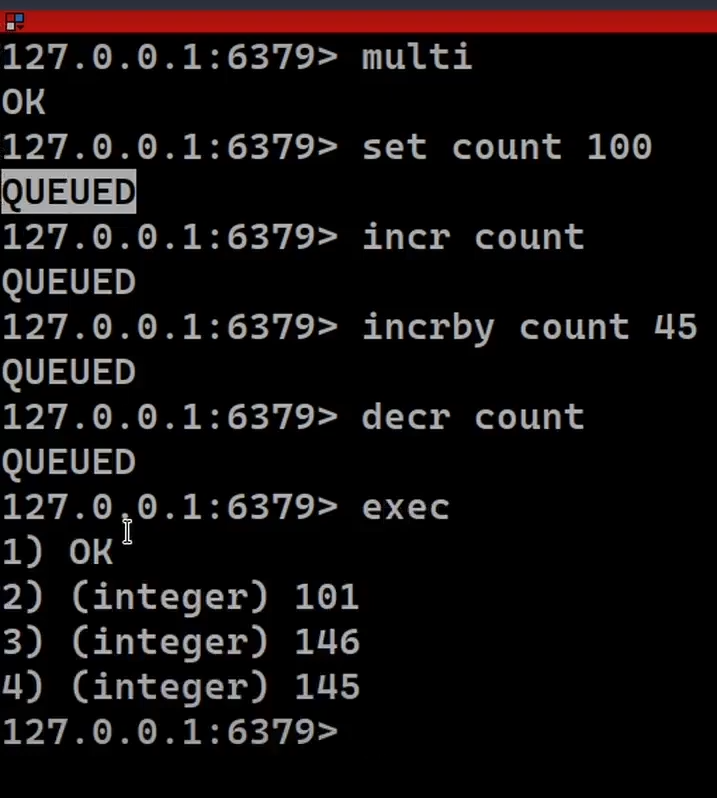 127.0.0.1:6379> multi
OK
127.0.0.1:6379> set count 100
QUEUED
127.0.0.1:6379> incr count
QUEUED
127.0.0.1:6379> incrby count 45
QUEUED
127.0.0.1:6379> decr count
QUEUED
127.0.0.1:6379> exec
1) OK
2) (integer) 101
3) (integer) 146
4) (integer) 145
127.0.0.1:6379>